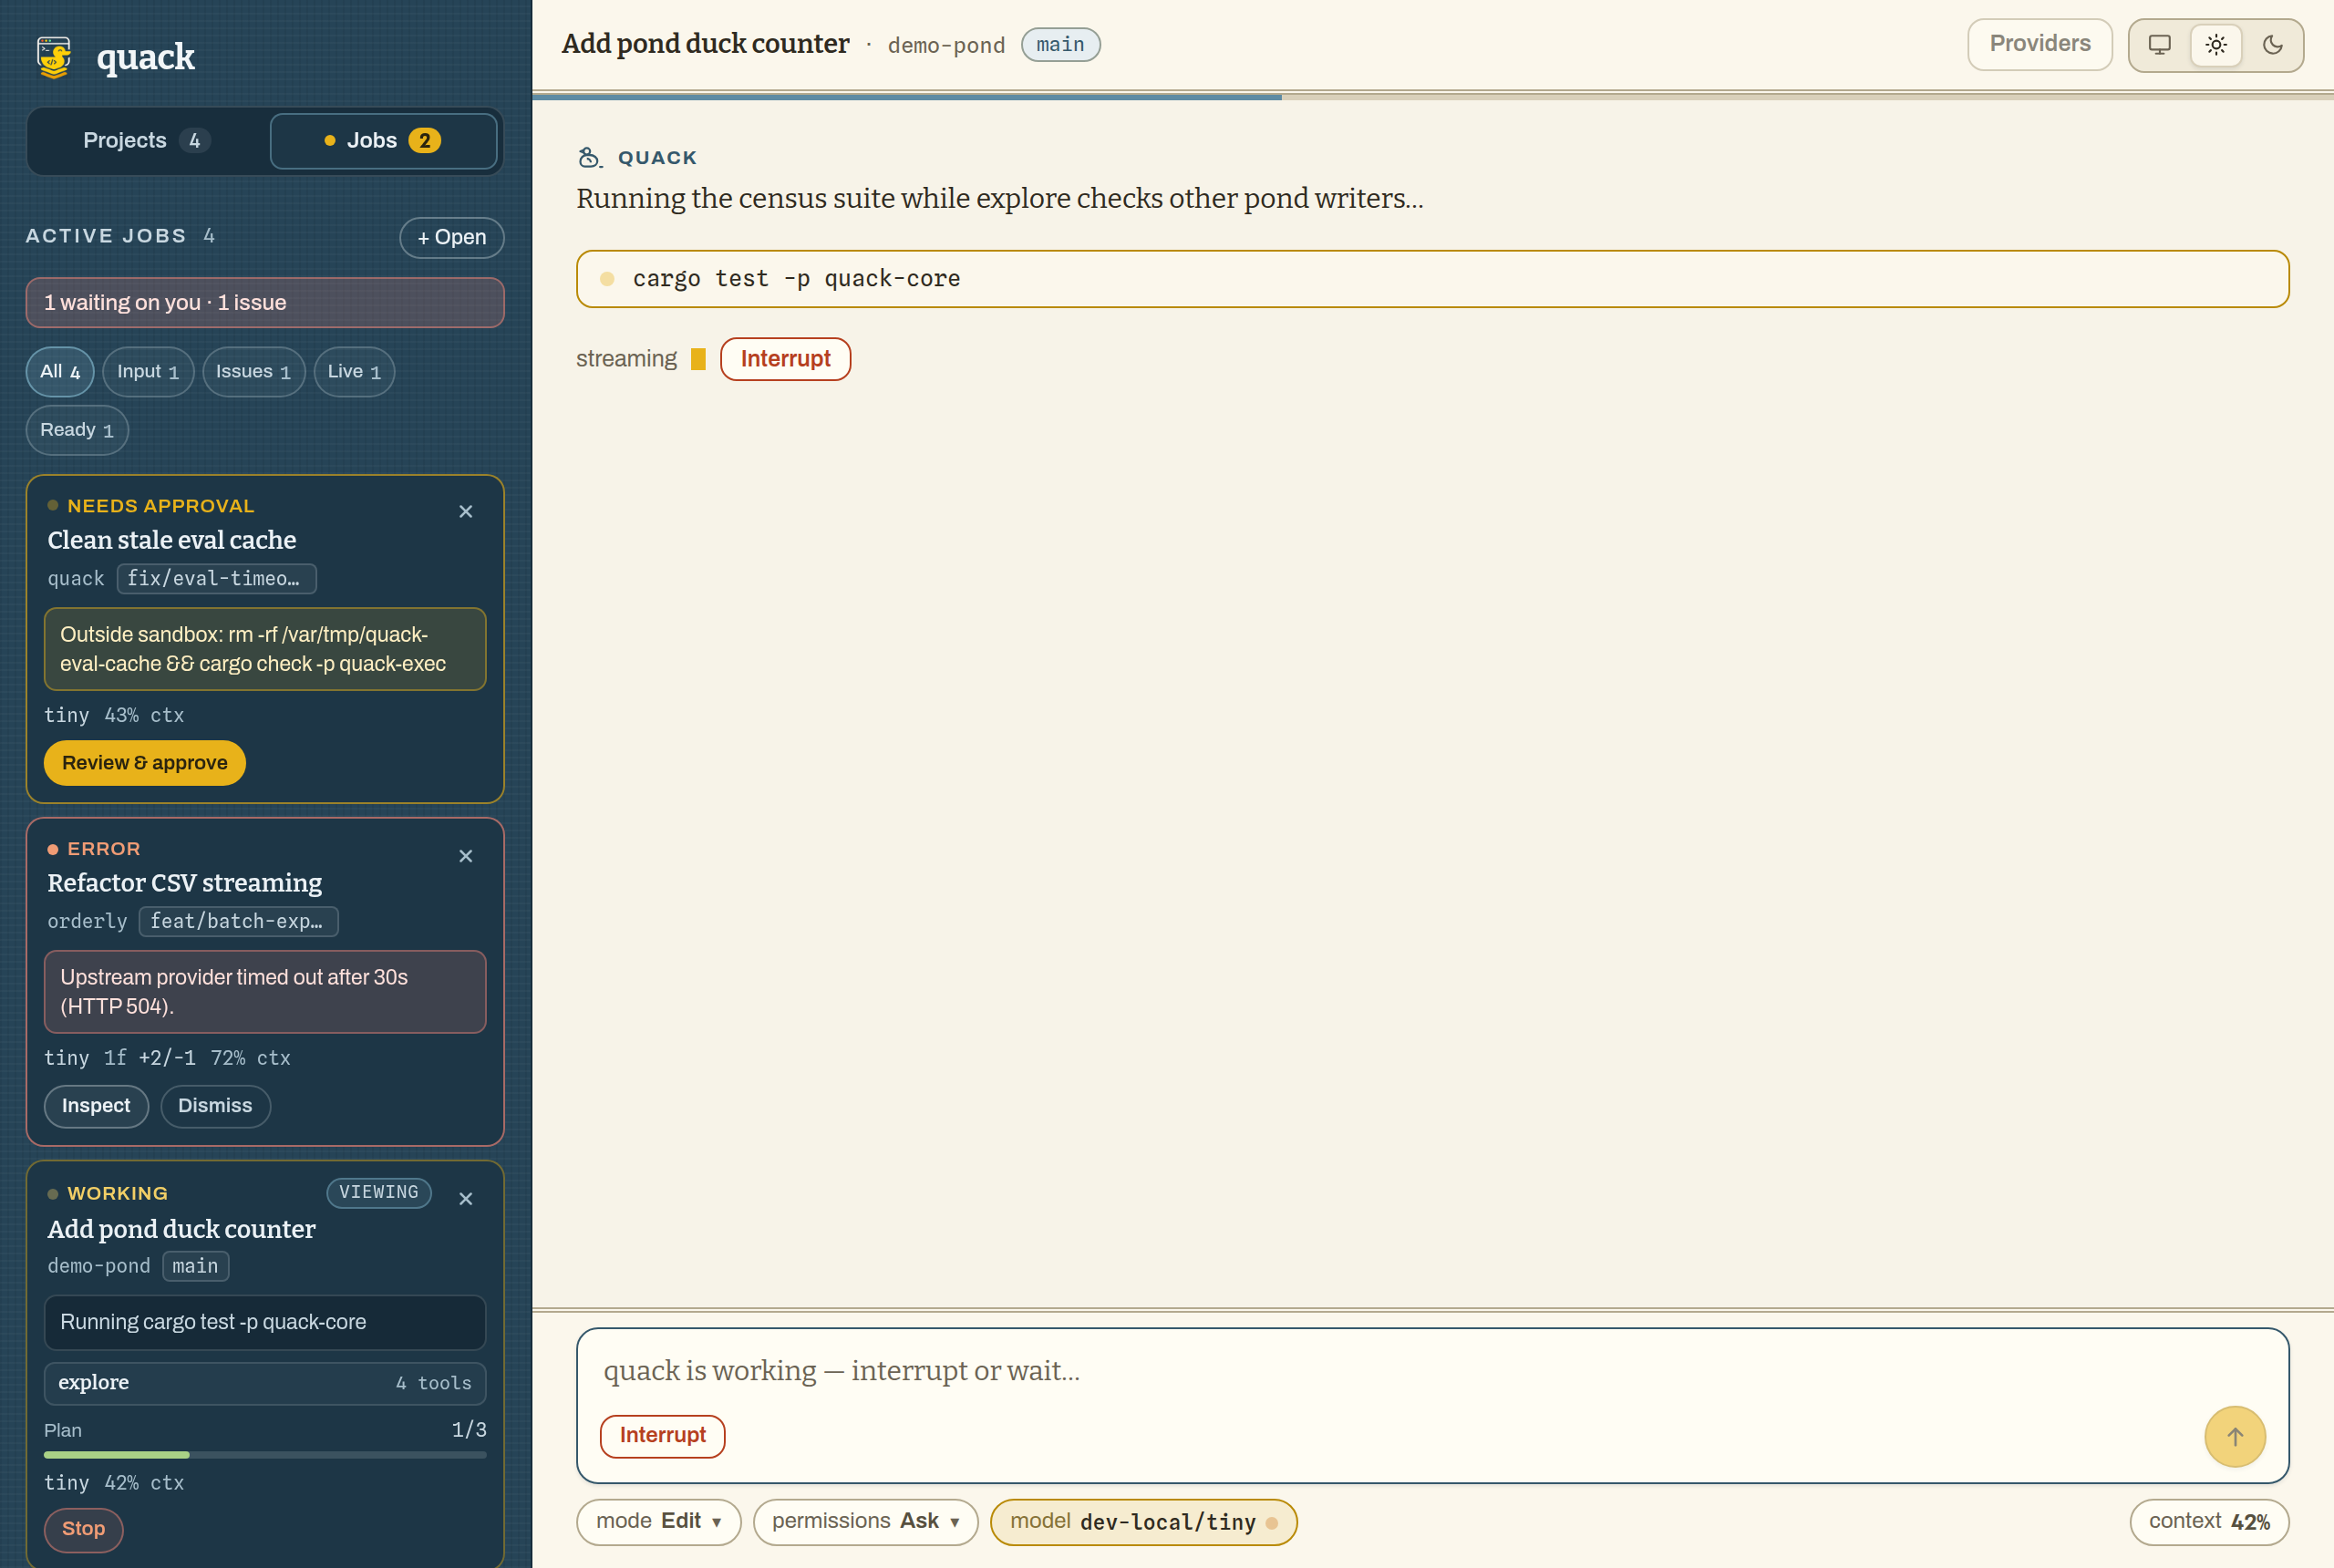 quack
Projects 4
Jobs 2
ACTIVE JOBS 4
+ Open
1 waiting on you · 1 issue
All 4
Input 1
Issues 1
Live 1
Ready 1
NEEDS APPROVAL
×
Clean stale eval cache
quack fix/eval-timeo…
Outside sandbox: rm -rf /var/tmp/quack-
eval-cache && cargo check -p quack-exec
tiny 43% ctx
Review & approve
ERROR
×
Refactor CSV streaming
orderly feat/batch-exp…
Upstream provider timed out after 30s
(HTTP 504).
tiny 1f +2/-1 72% ctx
Inspect
Dismiss
WORKING
VIEWING
×
Add pond duck counter
demo-pond main
Running cargo test -p quack-core
explore 4 tools
Plan 1/3
tiny 42% ctx
Stop
Add pond duck counter · demo-pond main
Providers
QUACK
Running the census suite while explore checks other pond writers…
cargo test -p quack-core
streaming
Interrupt
quack is working — interrupt or wait…
Interrupt
mode Edit ▾
permissions Ask ▾
model dev-local/tiny
context 42%